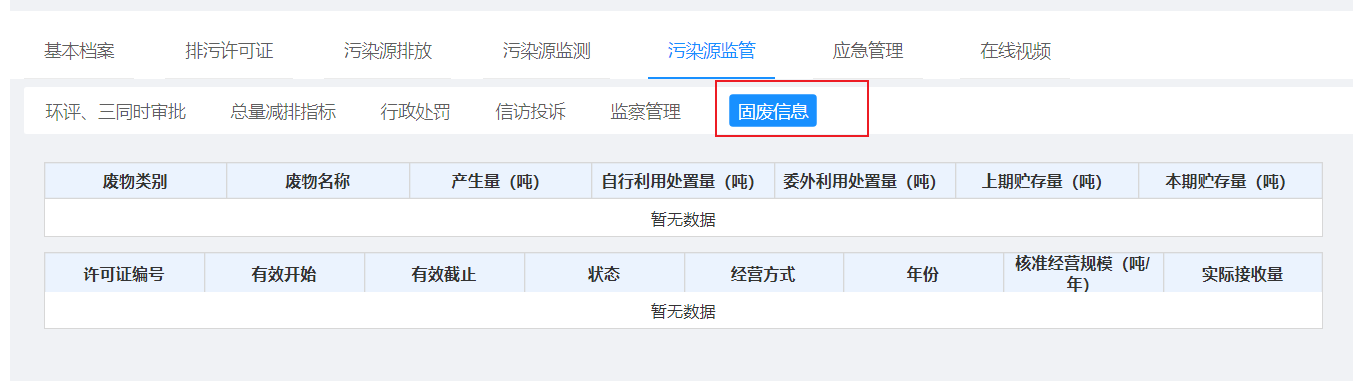 基本档案 排污许可证 污染源排放 污染源监测 污染源监管 应急管理 在线视频
环评、三同时审批 总量减排指标 行政处罚 信访投诉 监察管理 固废信息
废物类别 废物名称 产生量（吨） 自行利用处置量（吨） 委外利用处置量（吨） 上期贮存量（吨） 本期贮存量（吨）
暂无数据
许可证编号 有效开始 有效截止 状态 经营方式 年份 核准经营规模（吨/年） 实际接收量
暂无数据